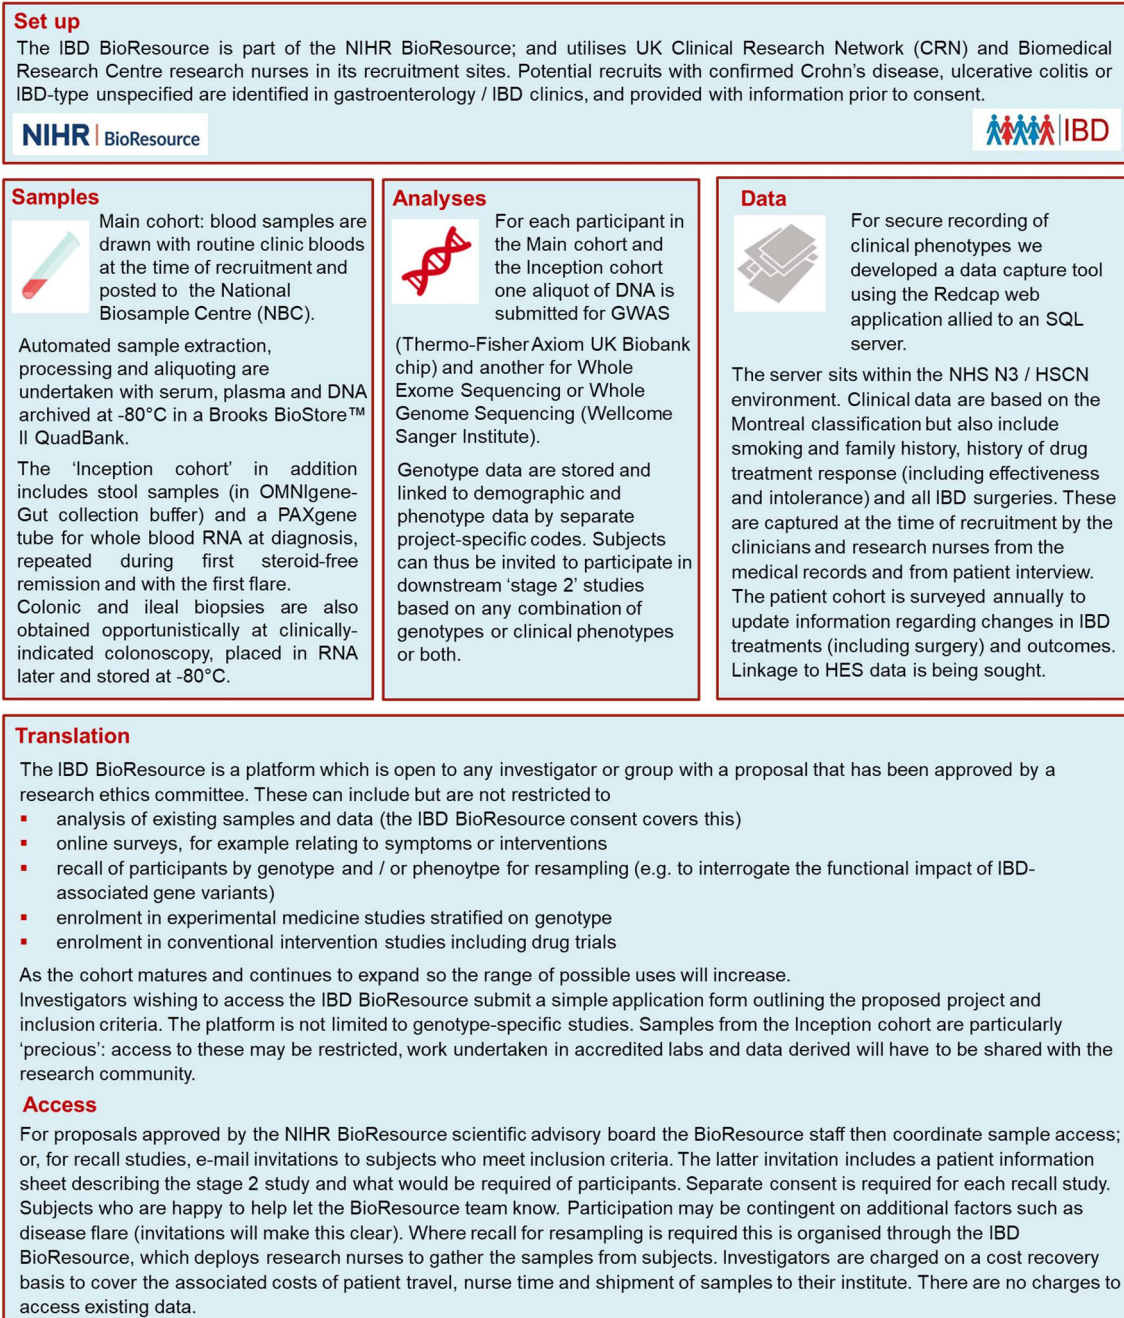 Set up
The IBD BioResource is part of the NIHR BioResource; and utilises UK Clinical Research Network (CRN) and Biomedical
Research Centre research nurses in its recruitment sites. Potential recruits with confirmed Crohn's disease, ulcerative colitis or
IBD-type unspecified are identified in gastroenterology / IBD clinics, and provided with information prior to consent.
NIHR | BioResource
IBD
Samples
Main cohort: blood samples are
drawn with routine clinic bloods
at the time of recruitment and
posted to the National
Biosample Centre (NBC).
Automated sample extraction,
processing and aliquoting are
undertaken with serum, plasma and DNA
archived at -80°C in a Brooks BioStore™
II QuadBank.
The 'Inception cohort' in addition
includes stool samples (in OMNIgene-
Gut collection buffer) and a PAXgene
tube for whole blood RNA at diagnosis,
repeated during first steroid-free
remission and with the first flare.
Colonic and ileal biopsies are also
obtained opportunistically at clinically-
indicated colonoscopy, placed in RNA
later and stored at -80°C.
Analyses
For each participant in
the Main cohort and
the Inception cohort
one aliquot of DNA is
submitted for GWAS
(Thermo-Fisher Axiom UK Biobank
chip) and another for Whole
Exome Sequencing or Whole
Genome Sequencing (Wellcome
Sanger Institute).
Genotype data are stored and
linked to demographic and
phenotype data by separate
project-specific codes. Subjects
can thus be invited to participate in
downstream 'stage 2' studies
based on any combination of
genotypes or clinical phenotypes
or both.
Data
For secure recording of
clinical phenotypes we
developed a data capture tool
using the Redcap web
application allied to an SQL
server.
The server sits within the NHS N3 / HSCN
environment. Clinical data are based on the
Montreal classification but also include
smoking and family history, history of drug
treatment response (including effectiveness
and intolerance) and all IBD surgeries. These
are captured at the time of recruitment by the
clinicians and research nurses from the
medical records and from patient interview.
The patient cohort is surveyed annually to
update information regarding changes in IBD
treatments (including surgery) and outcomes.
Linkage to HES data is being sought.
Translation
The IBD BioResource is a platform which is open to any investigator or group with a proposal that has been approved by a
research ethics committee. These can include but are not restricted to
▪ analysis of existing samples and data (the IBD BioResource consent covers this)
▪ online surveys, for example relating to symptoms or interventions
▪ recall of participants by genotype and / or phenoytpe for resampling (e.g. to interrogate the functional impact of IBD-
associated gene variants)
▪ enrolment in experimental medicine studies stratified on genotype
▪ enrolment in conventional intervention studies including drug trials
As the cohort matures and continues to expand so the range of possible uses will increase.
Investigators wishing to access the IBD BioResource submit a simple application form outlining the proposed project and
inclusion criteria. The platform is not limited to genotype-specific studies. Samples from the Inception cohort are particularly
'precious': access to these may be restricted, work undertaken in accredited labs and data derived will have to be shared with the
research community.
Access
For proposals approved by the NIHR BioResource scientific advisory board the BioResource staff then coordinate sample access;
or, for recall studies, e-mail invitations to subjects who meet inclusion criteria. The latter invitation includes a patient information
sheet describing the stage 2 study and what would be required of participants. Separate consent is required for each recall study.
Subjects who are happy to help let the BioResource team know. Participation may be contingent on additional factors such as
disease flare (invitations will make this clear). Where recall for resampling is required this is organised through the IBD
BioResource, which deploys research nurses to gather the samples from subjects. Investigators are charged on a cost recovery
basis to cover the associated costs of patient travel, nurse time and shipment of samples to their institute. There are no charges to
access existing data.